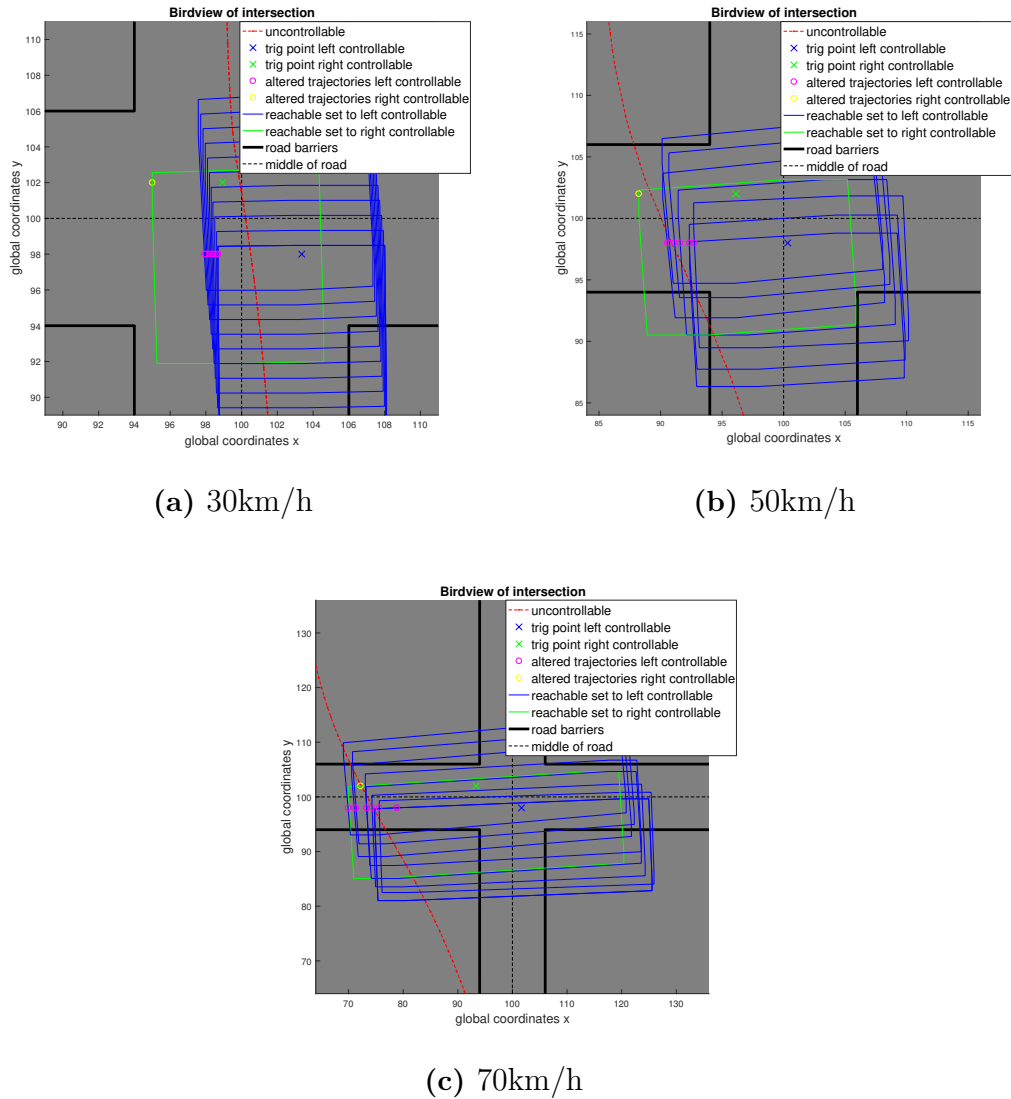 Birdview of intersection
uncontrollable
trig point left controllable
trig point right controllable
altered trajectories left controllable
altered trajectories right controllable
reachable set to left controllable
reachable set to right controllable
road barriers
middle of road
110
108
106
104
102
100
98
96
94
92
90
global coordinates y
90 92 94 96 98 100 102 104 106 108 110
global coordinates x
(a) 30km/h
Birdview of intersection
uncontrollable
trig point left controllable
trig point right controllable
altered trajectories left controllable
altered trajectories right controllable
reachable set to left controllable
reachable set to right controllable
road barriers
middle of road
115
110
105
100
95
90
85
global coordinates y
85 90 95 100 105 110 115
global coordinates x
(b) 50km/h
Birdview of intersection
uncontrollable
trig point left controllable
trig point right controllable
altered trajectories left controllable
altered trajectories right controllable
reachable set to left controllable
reachable set to right controllable
road barriers
middle of road
130
120
110
100
90
80
70
global coordinates y
70 80 90 100 110 120 130
global coordinates x
(c) 70km/h